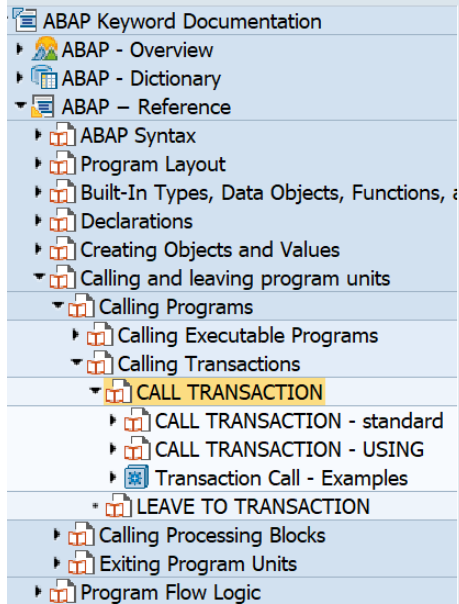 ABAP Keyword Documentation
ABAP - Overview
ABAP - Dictionary
ABAP – Reference
ABAP Syntax
Program Layout
Built-In Types, Data Objects, Functions,
Declarations
Creating Objects and Values
Calling and leaving program units
Calling Programs
Calling Executable Programs
Calling Transactions
CALL TRANSACTION
CALL TRANSACTION - standard
CALL TRANSACTION - USING
Transaction Call - Examples
LEAVE TO TRANSACTION
Calling Processing Blocks
Exiting Program Units
Program Flow Logic